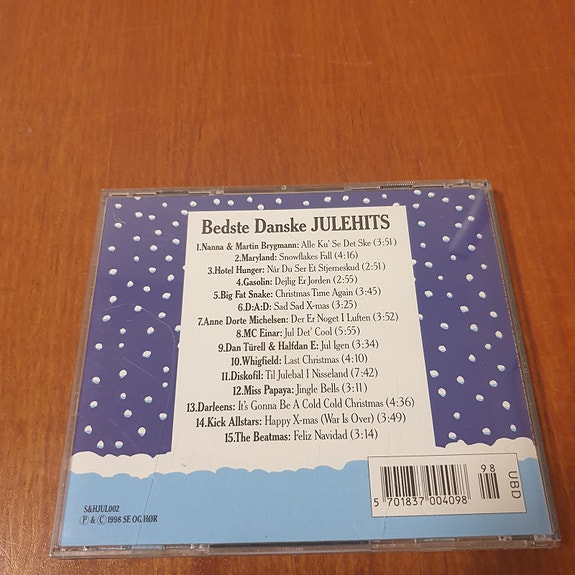 Bedste Danske JULEHITS
1.Nanna & Martin Brygmann: Alle Ku' Se Det Ske (3:51)
2.Maryland: Snowflakes Fall (4:16)
3.Hotel Hunger: Når Du Ser Et Stjerneskud (2:51)
4.Gasolin: Dejlig Er Jorden (2:55)
5.Big Fat Snake: Christmas Time Again (3:45)
6.D:A:D: Sad Sad X-mas (3:25)
7.Anne Dorte Michelsen: Der Er Noget I Luften (3:52)
8.MC Einar: Jul Det' Cool (5:55)
9.Dan Türell & Halfdan E: Jul Igen (3:34)
10.Whigfield: Last Christmas (4:10)
11.Diskofil: Til Julebal I Nisseland (7:42)
12.Miss Papaya: Jingle Bells (3:11)
13.Darleens: It's Gonna Be A Cold Cold Christmas (4:36)
14.Kick Allstars: Happy X-mas (War Is Over) (3:49)
15.The Beatmas: Feliz Navidad (3:14)
S&HJUL002
Ⓟ & © 1998 SE OG HØR
98
5 701837 004098
UBD